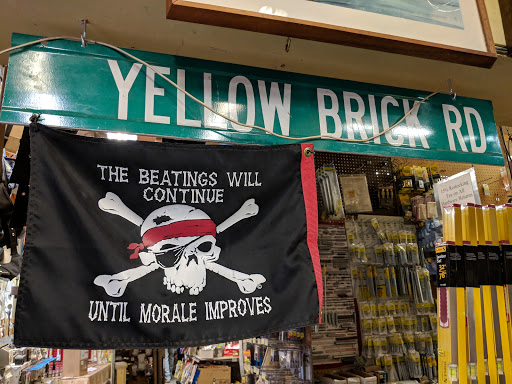 YELLOW BRICK RD
THE BEATINGS WILL
CONTINUE
UNTIL MORALE IMPROVES